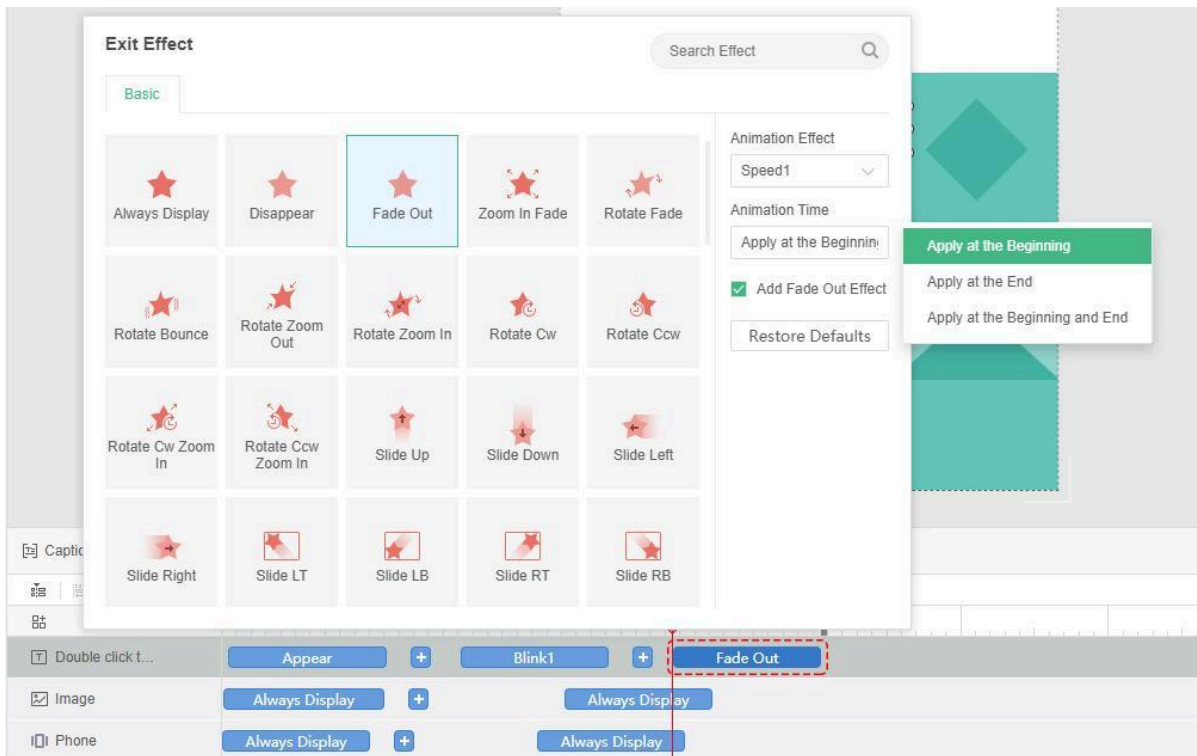 Exit Effect
Search Effect
Basic
Animation Effect
Speed1
Animation Time
Apply at the Beginning
Add Fade Out Effect
Restore Defaults
Apply at the Beginning
Apply at the End
Apply at the Beginning and End
Always Display
Disappear
Fade Out
Zoom In Fade
Rotate Fade
Rotate Bounce
Rotate Zoom
Out
Rotate Zoom In
Rotate Cw
Rotate Ccw
Rotate Cw Zoom
In
Rotate Ccw
Zoom In
Slide Up
Slide Down
Slide Left
Slide Right
Slide LT
Slide LB
Slide RT
Slide RB
Captic
Double click t...
Appear
Blink1
Fade Out
Image
Always Display
Always Display
Phone
Always Display
Always Display